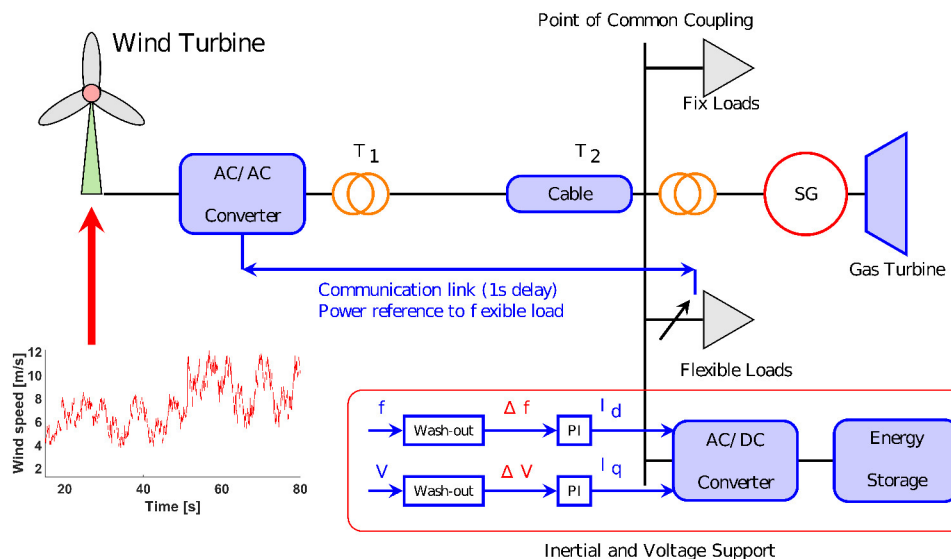 Point of Common Coupling
Wind Turbine
Fix Loads
T1
T2
AC/AC
Converter
Cable
SG
Gas Turbine
Communication link (1s delay)
Power reference to flexible load
Flexible Loads
Wind speed [m/s]
12
10
8
6
4
2
20
40
60
80
Time [s]
f
Wash-out
Δ f
PI
I d
V
Wash-out
Δ V
PI
I q
AC/DC
Converter
Energy
Storage
Inertial and Voltage Support